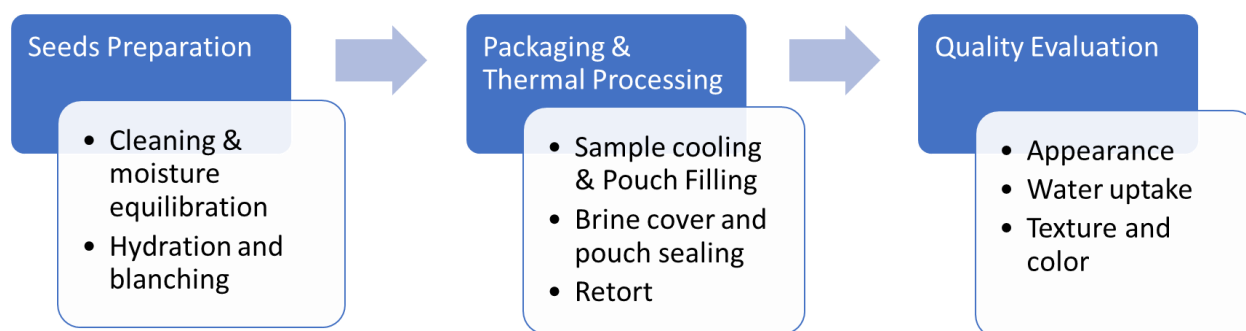 Seeds Preparation
• Cleaning &
moisture
equilibration
• Hydration and
blanching
Packaging &
Thermal Processing
• Sample cooling
& Pouch Filling
• Brine cover and
pouch sealing
• Retort
Quality Evaluation
• Appearance
• Water uptake
• Texture and
color